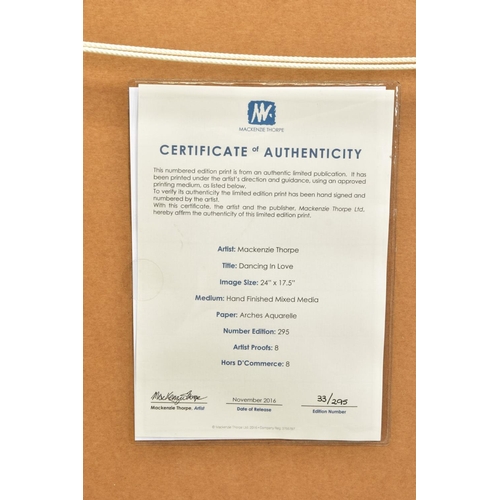 MACKENZIE THORPE
CERTIFICATE of AUTHENTICITY
This numbered edition print is from an authentic limited publication. It has
been printed under the artist's direction and guidance, using an approved
printing medium, as listed below.
To verify its authenticity the limited edition print has been hand signed and
numbered by the artist.
With this certificate, the artist and the publisher, Mackenzie Thorpe Ltd,
hereby affirm the authenticity of this limited edition print.
Artist: Mackenzie Thorpe
Title: Dancing In Love
Image Size: 24" x 17.5"
Medium: Hand Finished Mixed Media
Paper: Arches Aquarelle
Number Edition: 295
Artist Proofs: 8
Hors D'Commerce: 8
Mackenzie Thorpe November 2016 33/295
Mackenzie Thorpe, Artist Date of Release Edition Number